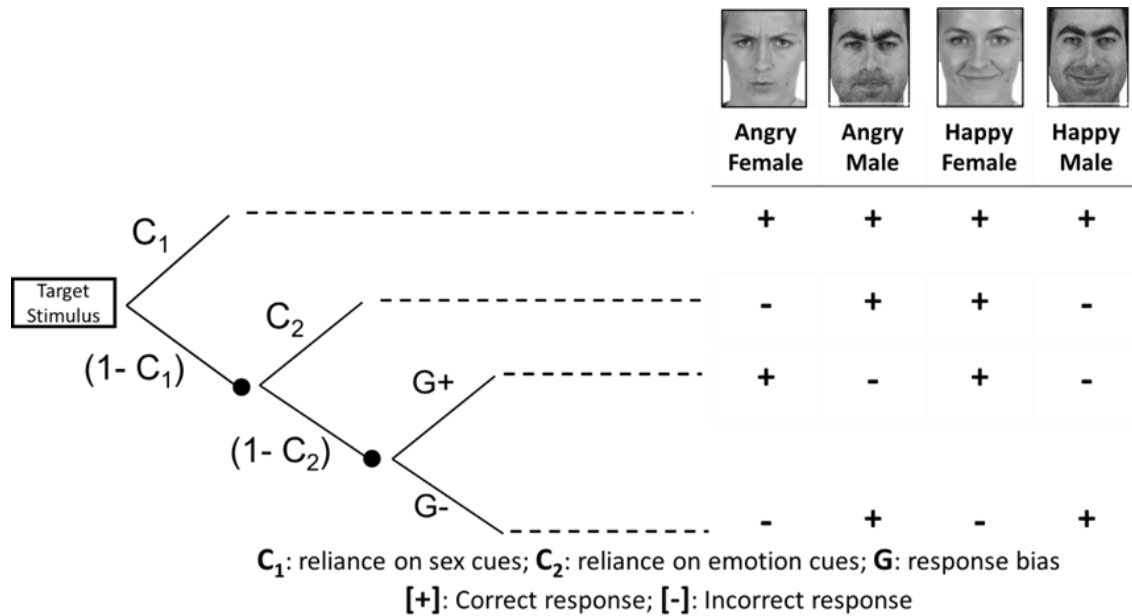 Angry Female
Angry Male
Happy Female
Happy Male
C₁ + + + +
Target Stimulus
C₂ - + + -
(1- C₁)
G+ + - + -
(1- C₂)
G- - + - +
C₁: reliance on sex cues; C₂: reliance on emotion cues; G: response bias
[+]: Correct response; [-]: Incorrect response